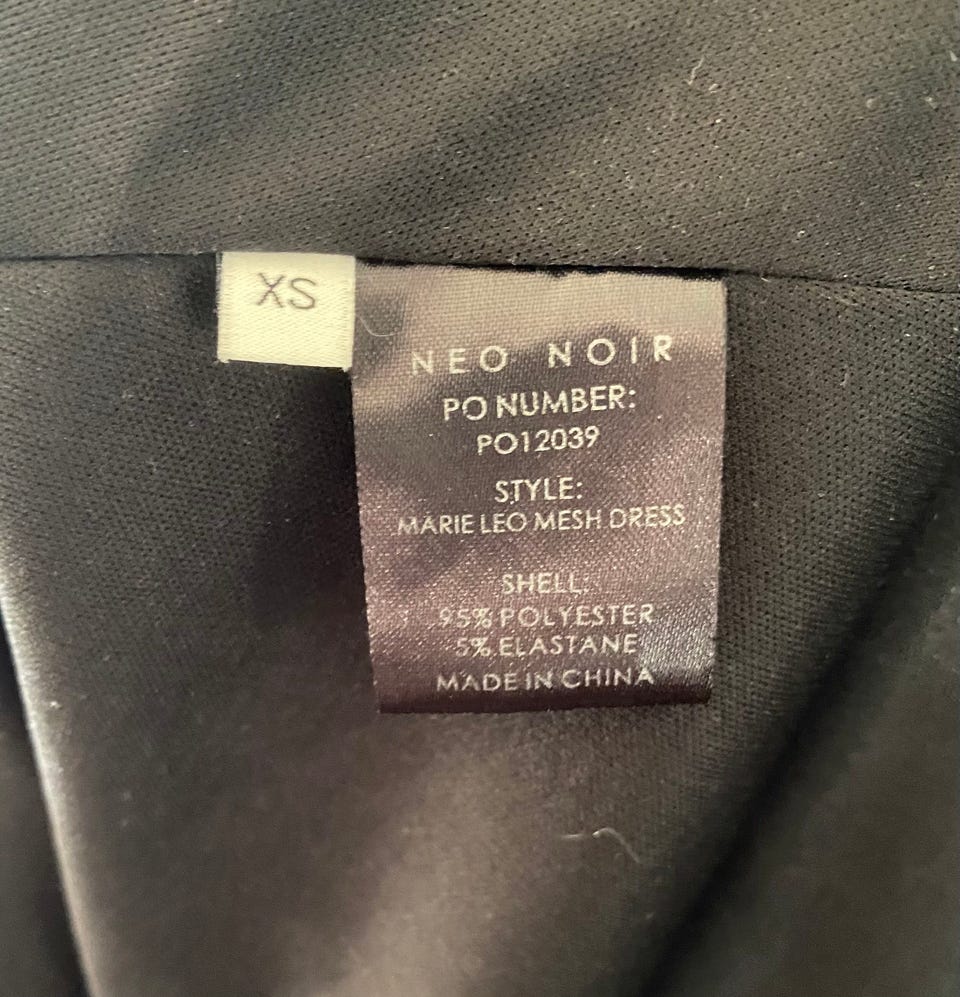 XS
NEO NOIR
PO NUMBER:
PO12039
STYLE:
MARIE LEO MESH DRESS
SHELL:
95% POLYESTER
5% ELASTANE
MADE IN CHINA